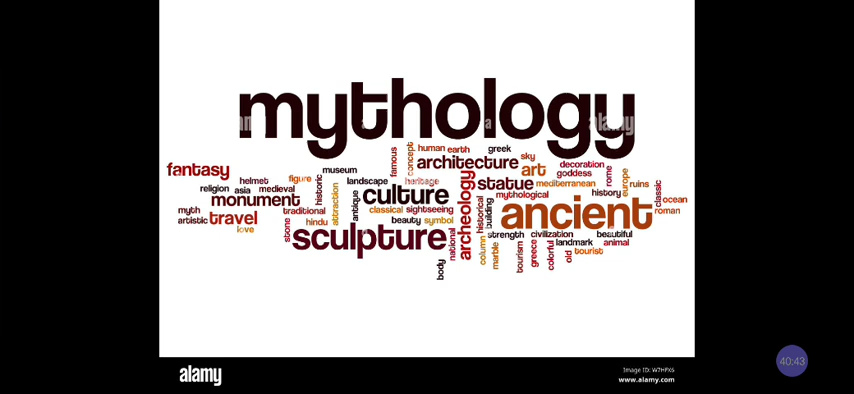 mythology
human earth
greek
fantasy
famous
concept
architecture
sky
art
decoration
goddess
rome
europe
museum
figure
helmet
landscape
heritage
statue
mediterranean
ruins
religion
asia
medieval
historic
attraction
antique
culture
archeology
mythological
history
classic
ocean
monument
classical
sightseeing
historical
building
ancient
roman
myth
artistic
travel
traditional
hindu
beauty
symbol
love
stone
sculpture
national
column
marble
strength
civilization
beautiful
landmark
animal
body
tourism
greece
colorful
old
tourist
alamy
Image ID: W7HFX6
www.alamy.com
40:43